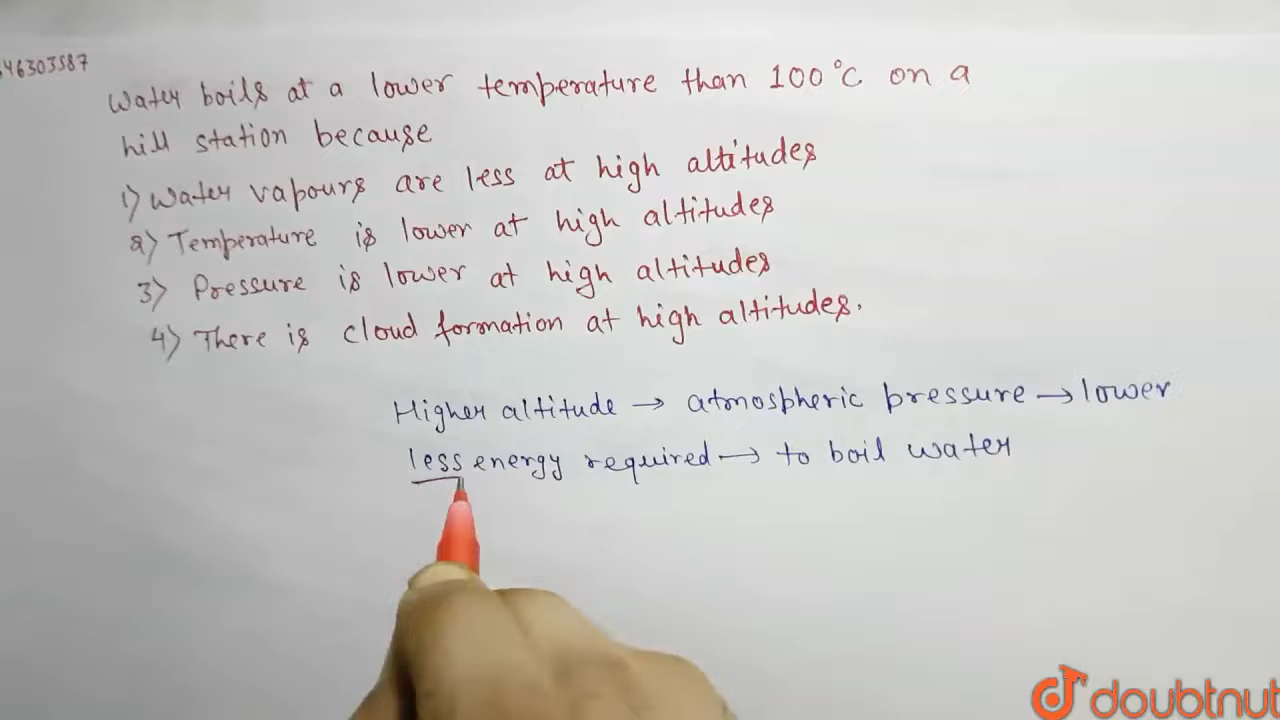 46303587
Water boils at a lower temperature than 100°C on a
hill station because
1) Water vapours are less at high altitudes
2) Temperature is lower at high altitudes
3) Pressure is lower at high altitudes
4) There is cloud formation at high altitudes.
Higher altitude → atmospheric pressure → lower
less energy required → to boil water
doubtnut